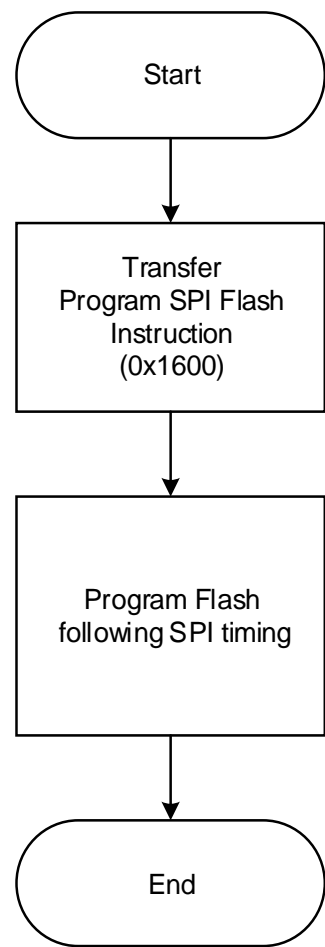 Start
Transfer
Program SPI Flash
Instruction
(0x1600)
Program Flash
following SPI timing
End